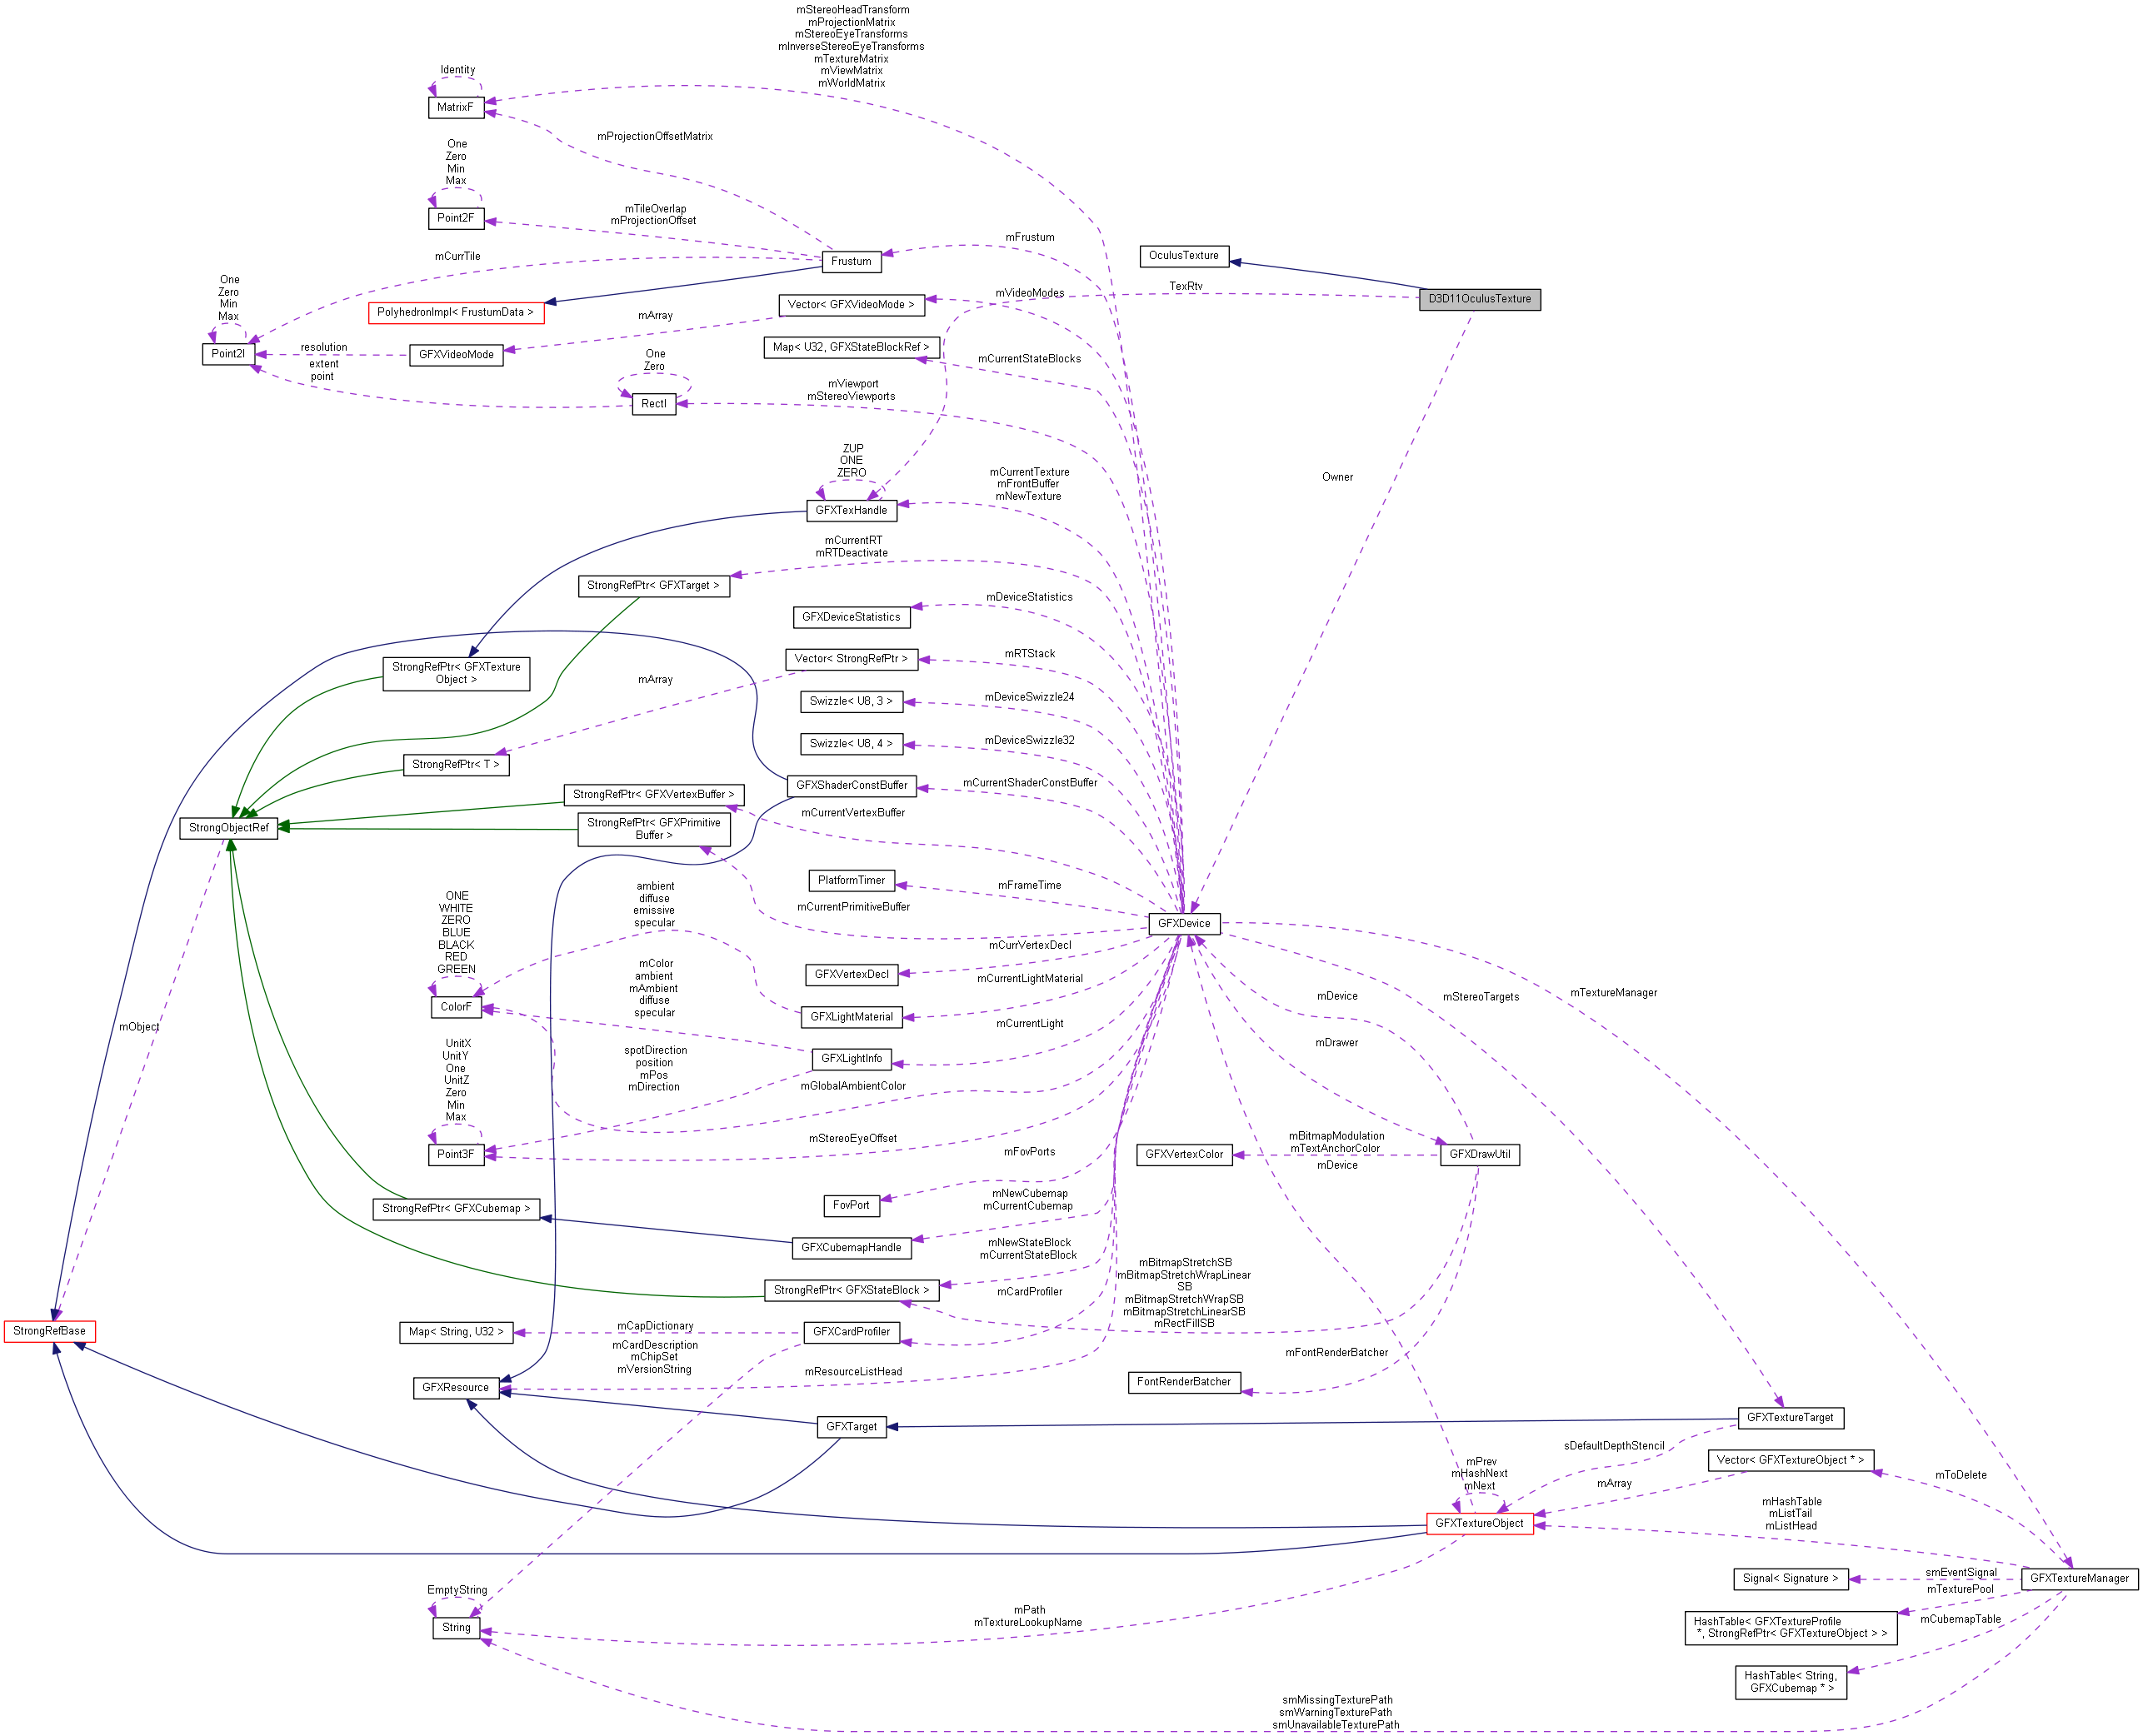 mStereoHeadTransform
mProjectionMatrix
mStereoEyeTransforms
mInverseStereoEyeTransforms
mTextureMatrix
mViewMatrix
mWorldMatrix
Identity
MatrixF
mProjectionOffsetMatrix
One
Zero
Min
Max
Point2F
mTileOverlap
mProjectionOffset
mFrustum
OculusTexture
mCurrTile
Frustum
One
Zero
Min
Max
PolyhedronImpl< FrustumData >
Vector< GFXVideoMode >
mVideoModes
TexRtv
D3D11OculusTexture
mArray
Point2I
resolution
GFXVideoMode
Map< U32, GFXStateBlockRef >
mCurrentStateBlocks
extent
point
One
Zero
RectI
mViewport
mStereoViewports
ZUP
ONE
ZERO
GFXTexHandle
mCurrentTexture
mFrontBuffer
mNewTexture
Owner
mCurrentRT
mRTDeactivate
StrongRefPtr< GFXTarget >
GFXDeviceStatistics
mDeviceStatistics
StrongRefPtr< GFXTexture
Object >
Vector< StrongRefPtr >
mRTStack
mArray
Swizzle< U8, 3 >
mDeviceSwizzle24
Swizzle< U8, 4 >
mDeviceSwizzle32
StrongRefPtr< T >
GFXShaderConstBuffer
mCurrentShaderConstBuffer
StrongRefPtr< GFXVertexBuffer >
mCurrentVertexBuffer
StrongObjectRef
StrongRefPtr< GFXPrimitive
Buffer >
PlatformTimer
mFrameTime
mCurrentPrimitiveBuffer
GFXDevice
ambient
diffuse
emissive
specular
ONE
WHITE
ZERO
BLUE
BLACK
RED
GREEN
ColorF
GFXVertexDecl
mCurrVertexDecl
mColor
ambient
mAmbient
diffuse
specular
GFXLightMaterial
mCurrentLightMaterial
mDevice
mStereoTargets
mTextureManager
mObject
GFXLightInfo
mCurrentLight
mDrawer
UnitX
UnitY
One
UnitZ
Zero
Min
Max
Point3F
spotDirection
position
mPos
mDirection
mGlobalAmbientColor
mStereoEyeOffset
mFovPorts
GFXVertexColor
mBitmapModulation
mTextAnchorColor
mDevice
GFXDrawUtil
FovPort
StrongRefPtr< GFXCubemap >
mNewCubemap
mCurrentCubemap
GFXCubemapHandle
mNewStateBlock
mCurrentStateBlock
StrongRefPtr< GFXStateBlock >
mBitmapStretchSB
mBitmapStretchWrapLinear
SB
mBitmapStretchWrapSB
mBitmapStretchLinearSB
mRectFillSB
mCardProfiler
StrongRefBase
Map< String, U32 >
mCapDictionary
GFXCardProfiler
mCardDescription
mChipSet
mVersionString
mFontRenderBatcher
mResourceListHead
GFXResource
FontRenderBatcher
GFXTarget
GFXTextureTarget
sDefaultDepthStencil
Vector< GFXTextureObject * >
mPrev
mHashNext
mNext
mArray
mToDelete
mHashTable
mListTail
mListHead
GFXTextureObject
Signal< Signature >
smEventSignal
GFXTextureManager
mTexturePool
EmptyString
String
mPath
mTextureLookupName
HashTable< GFXTextureProfile
*, StrongRefPtr< GFXTextureObject > >
mCubemapTable
HashTable< String,
GFXCubemap * >
smMissingTexturePath
smWarningTexturePath
smUnavailableTexturePath